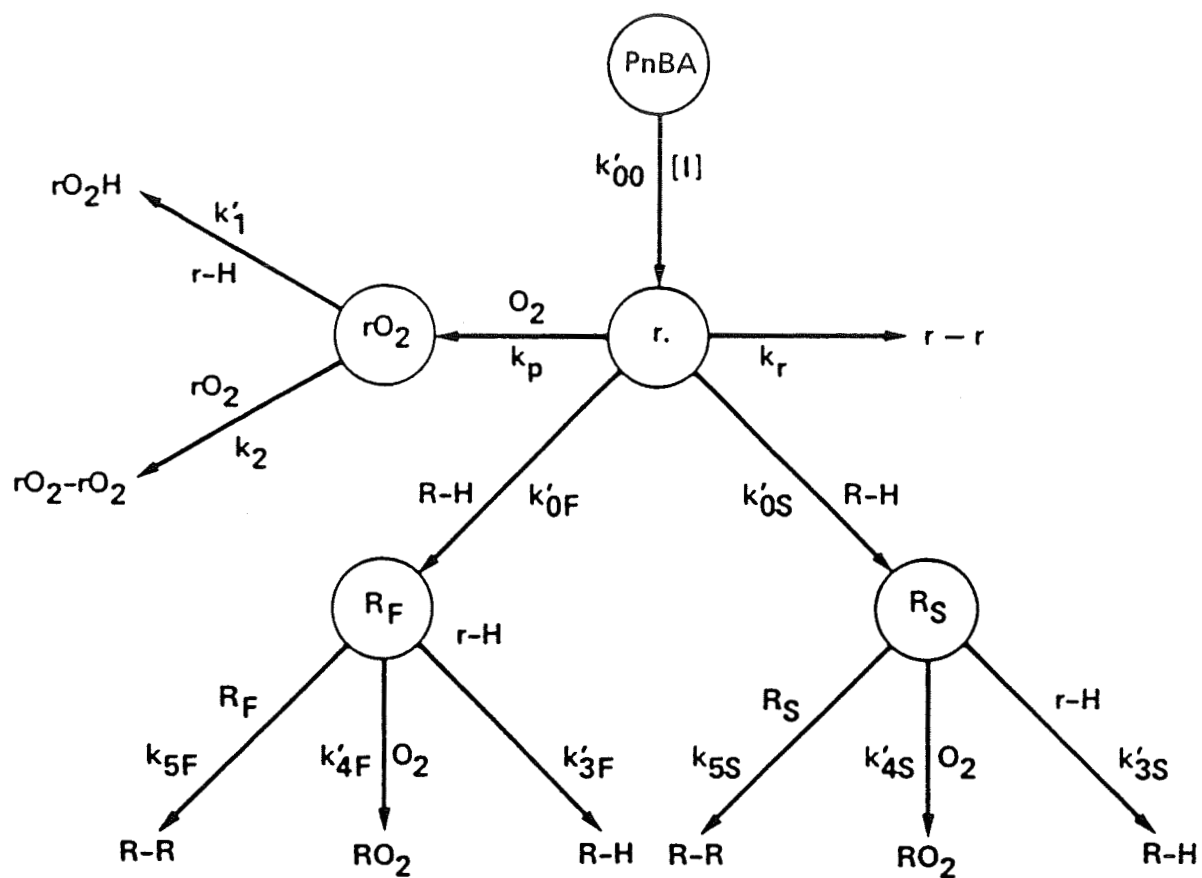 PnBA
k'00 [I]
rO2H
k'1
r-H
O2
rO2
r.
kp
kr
r – r
rO2
k2
rO2-rO2
R-H
k'0F
k'0S
R-H
RF
r-H
RS
RF
RS
r-H
k5F
k'4F
O2
k'3F
k5S
k'4S
O2
k'3S
R-R
RO2
R-H
R-R
RO2
R-H